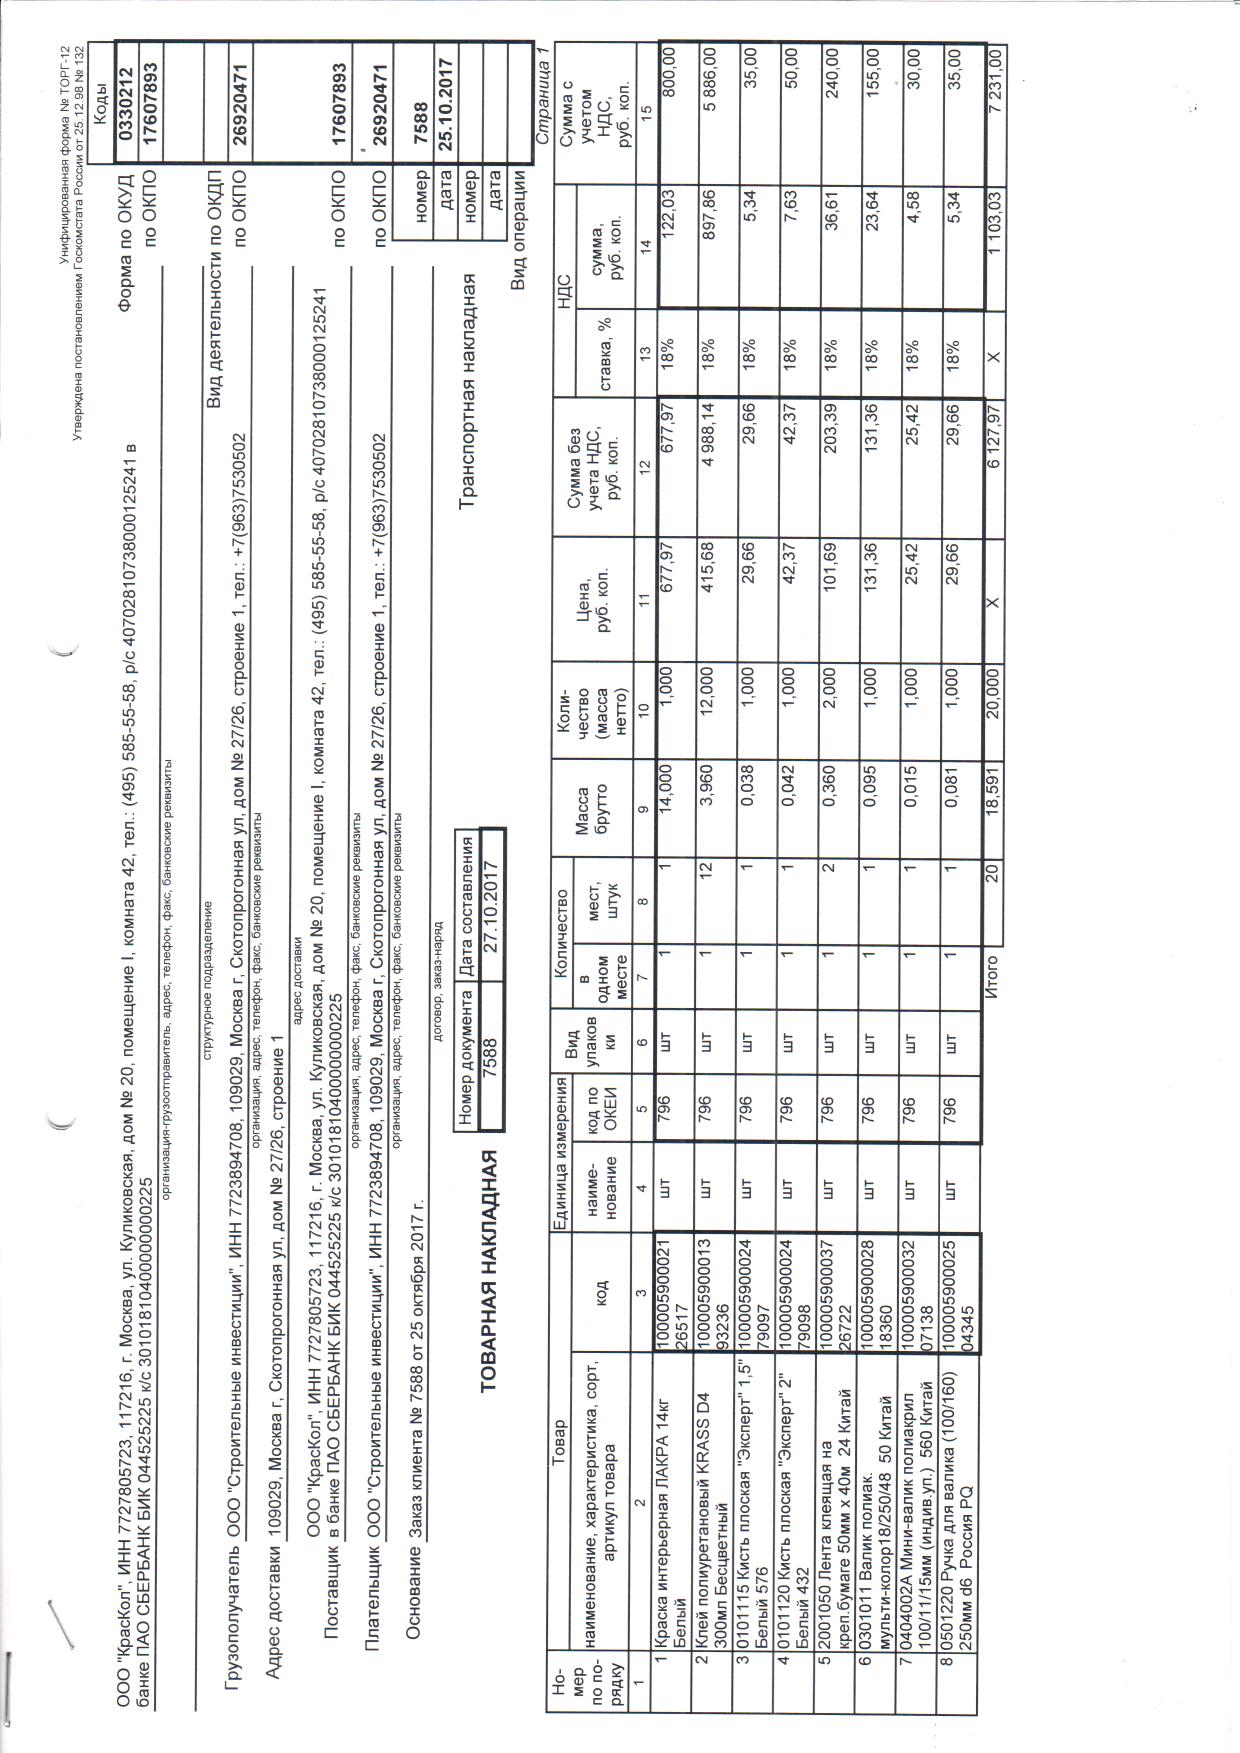 Унифицированная форма № ТОРГ-12
Утверждена постановлением Госкомстата России от 25.12.98 № 132
Коды
Форма по ОКУД 0330212
ООО "КрасКол", ИНН 7727805723, 117216, г. Москва, ул. Куликовская, дом № 20, помещение I, комната 42, тел.: (495) 585-55-58, р/с 40702810738000125241 в
банке ПАО СБЕРБАНК БИК 044525225 к/с 30101810400000000225
по ОКПО 17607893
организация-грузоотправитель, адрес, телефон, факс, банковские реквизиты
структурное подразделение
Вид деятельности по ОКДП
Грузополучатель ООО "Строительные инвестиции", ИНН 7723894708, 109029, Москва г, Скотопрогонная ул, дом № 27/26, строение 1, тел.: +7(963)7530502 по ОКПО 26920471
организация, адрес, телефон, факс, банковские реквизиты
Адрес доставки 109029, Москва г, Скотопрогонная ул, дом № 27/26, строение 1
адрес доставки
ООО "КрасКол", ИНН 7727805723, 117216, г. Москва, ул. Куликовская, дом № 20, помещение I, комната 42, тел.: (495) 585-55-58, р/с 40702810738000125241
Поставщик в банке ПАО СБЕРБАНК БИК 044525225 к/с 30101810400000000225 по ОКПО 17607893
организация, адрес, телефон, факс, банковские реквизиты
Плательщик ООО "Строительные инвестиции", ИНН 7723894708, 109029, Москва г, Скотопрогонная ул, дом № 27/26, строение 1, тел.: +7(963)7530502 по ОКПО 26920471
организация, адрес, телефон, факс, банковские реквизиты
Основание Заказ клиента № 7588 от 25 октября 2017 г. номер 7588
договор, заказ-наряд дата 25.10.2017
Номер документа Дата составления Транспортная накладная номер
ТОВАРНАЯ НАКЛАДНАЯ 7588 27.10.2017 дата
Вид операции
Страница 1
Но-
мер
по по-
рядку
Товар
наименование, характеристика, сорт,
артикул товара
код
Единица измерения
наиме-
нование
код по
ОКЕИ
Вид
упаков
ки
Количество
в
одном
месте
мест,
штук
Масса
брутто
Коли-
чество
(масса
нетто)
Цена,
руб. коп.
Сумма без
учета НДС,
руб. коп.
НДС
ставка, %
сумма,
руб. коп.
Сумма с
учетом
НДС,
руб. коп.
1 2 3 4 5 6 7 8 9 10 11 12 13 14 15
1 Краска интерьерная ЛАКРА 14кг 100005900021 шт 796 шт 1 1 14,000 1,000 677,97 677,97 18% 122,03 800,00
Белый 26517
2 Клей полиуретановый KRASS D4 100005900013 шт 796 шт 1 12 3,960 12,000 415,68 4 988,14 18% 897,86 5 886,00
300мл Бесцветный 93236
3 0101115 Кисть плоская "Эксперт" 1,5" 100005900024 шт 796 шт 1 1 0,038 1,000 29,66 29,66 18% 5,34 35,00
Белый 576 79097
4 0101120 Кисть плоская "Эксперт" 2" 100005900024 шт 796 шт 1 1 0,042 1,000 42,37 42,37 18% 7,63 50,00
Белый 432 79098
5 2001050 Лента клеящая на 100005900037 шт 796 шт 1 2 0,360 2,000 101,69 203,39 18% 36,61 240,00
креп.бумаге 50мм х 40м 24 Китай 26722
6 0301011 Валик полиак. 100005900028 шт 796 шт 1 1 0,095 1,000 131,36 131,36 18% 23,64 155,00
мульти-колор18/250/48 50 Китай 18360
7 0404002А Мини-валик полиакрил 100005900032 шт 796 шт 1 1 0,015 1,000 25,42 25,42 18% 4,58 30,00
100/11/15мм (индив.уп.) 560 Китай 07138
8 0501220 Ручка для валика (100/160) 100005900025 шт 796 шт 1 1 0,081 1,000 29,66 29,66 18% 5,34 35,00
250мм d6 Россия PQ 04345
Итого 20 18,591 20,000 Х 6 127,97 Х 1 103,03 7 231,00